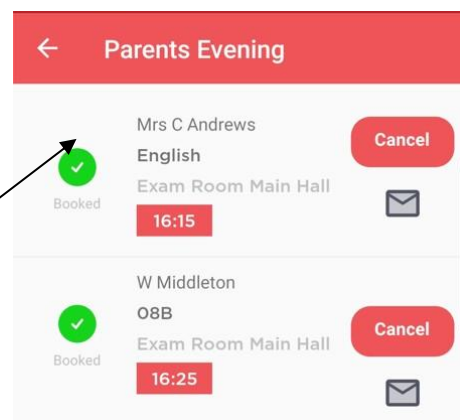 Parents Evening
Mrs C Andrews
English
Cancel
Exam Room Main Hall
Booked
16:15
W Middleton
08B
Cancel
Exam Room Main Hall
Booked
16:25